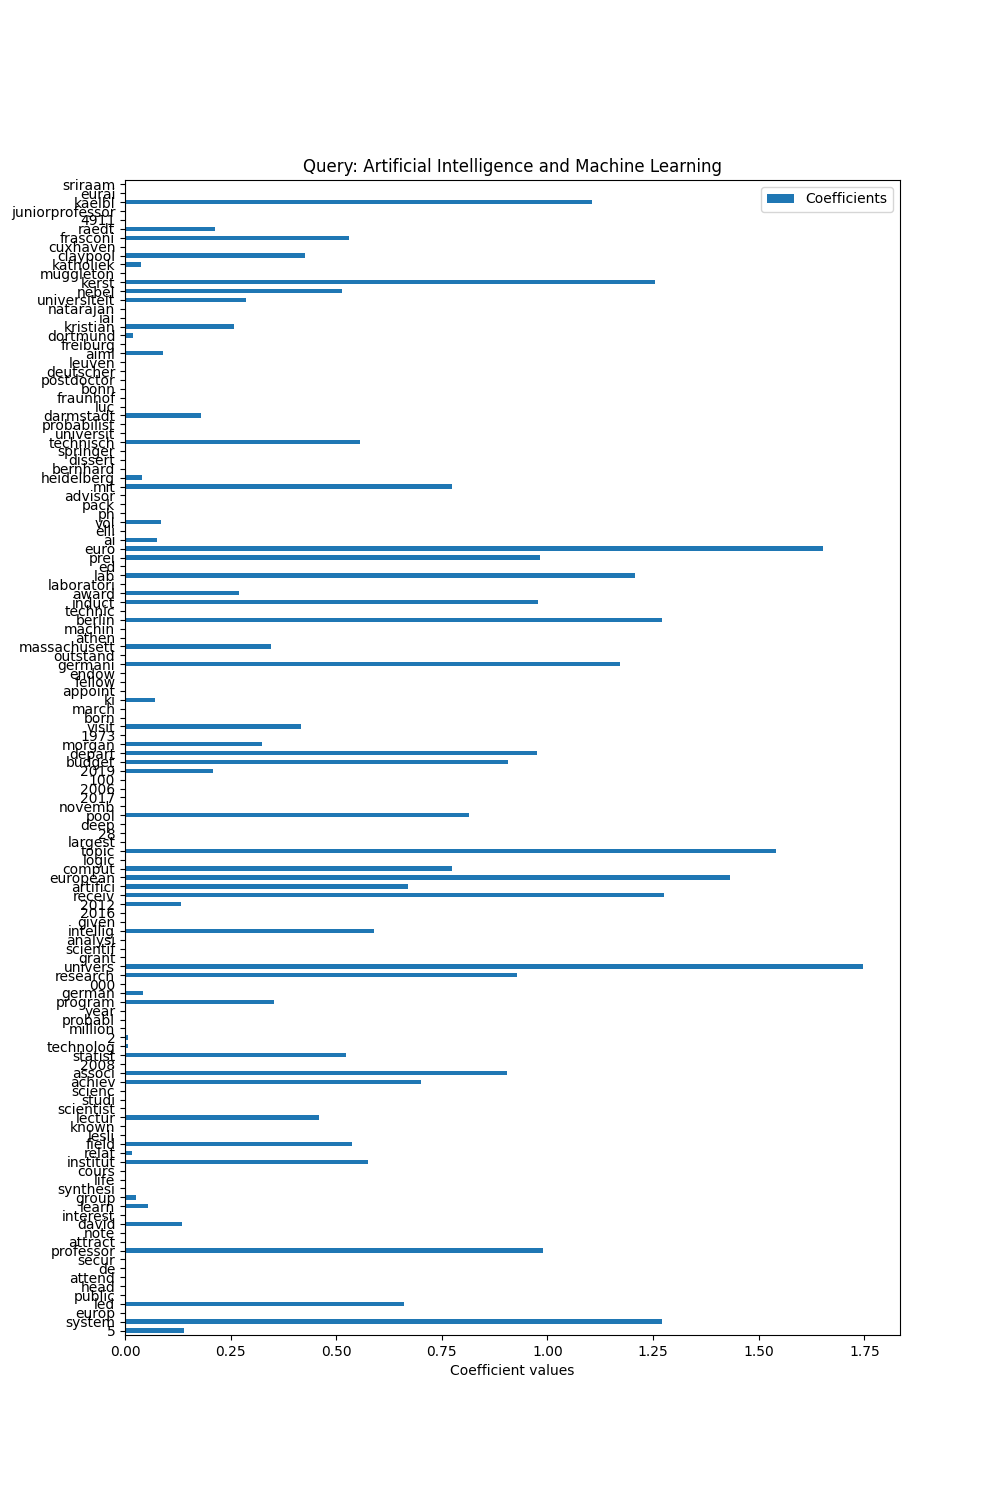 Query: Artificial Intelligence and Machine Learning
Coefficients
sriraam
eurai
kaelbl
juniorprofessor
4911
raedt
frasconi
cuxhaven
claypool
katholiek
muggleton
kerst
nebel
universiteit
natarajan
iai
kristian
dortmund
freiburg
aiml
leuven
deutscher
postdoctor
bonn
fraunhof
luc
darmstadt
probabilist
universit
technisch
springer
dissert
bernhard
heidelberg
mit
advisor
pack
ph
vol
elli
ai
euro
prei
ed
lab
laboratori
award
induct
technic
berlin
machin
athen
massachusett
outstand
germani
endow
fellow
appoint
ki
march
born
visit
1973
morgan
depart
budget
2019
100
2006
2017
novemb
pool
deep
28
largest
topic
logic
comput
european
artifici
receiv
2012
2016
given
intellig
analysi
scientif
grant
univers
research
000
german
program
year
probabl
million
2
technolog
statist
2008
associ
achiev
scienc
studi
scientist
lectur
known
lesli
field
relat
institut
cours
life
synthesi
group
learn
interest
david
note
attract
professor
secur
de
attend
head
public
led
europ
system
5
0.00 0.25 0.50 0.75 1.00 1.25 1.50 1.75
Coefficient values